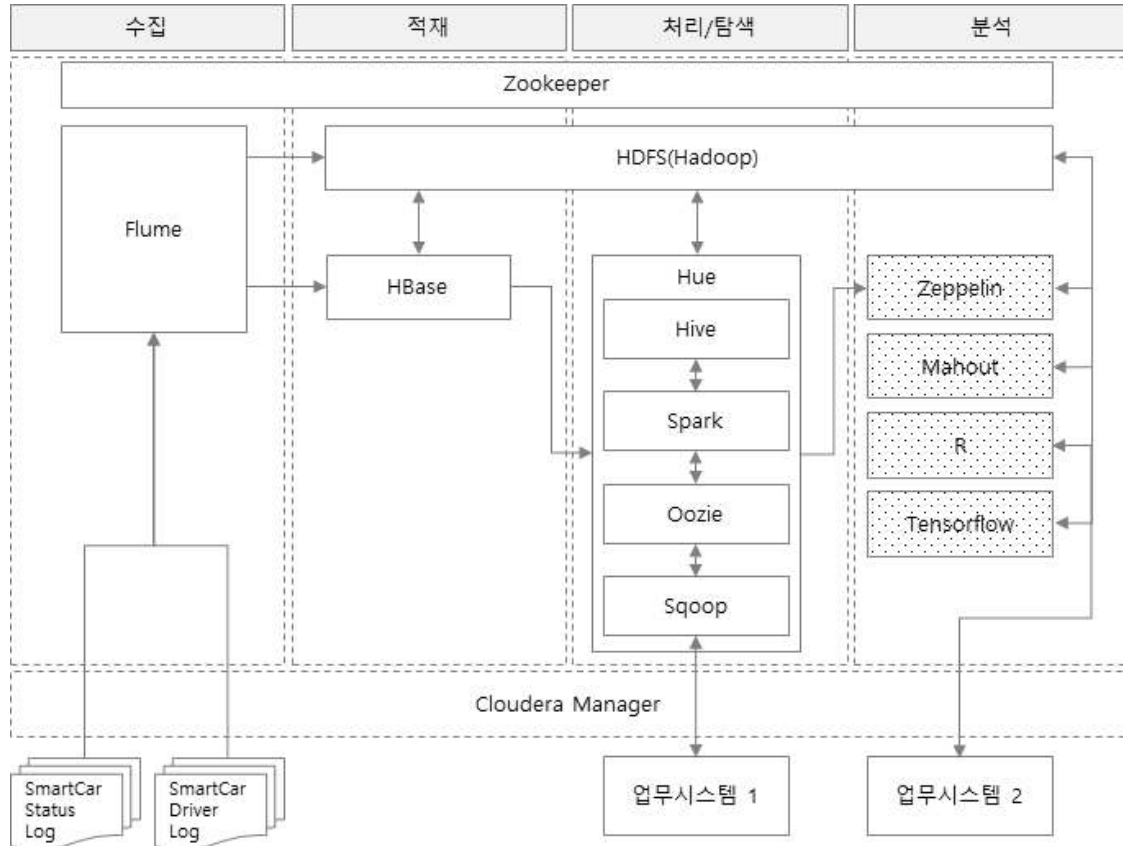 수집
적재
처리/탐색
분석
Zookeeper
HDFS(Hadoop)
Flume
HBase
Hue
Hive
Spark
Oozie
Sqoop
Zeppelin
Mahout
R
Tensorflow
Cloudera Manager
SmartCar
Status
Log
SmartCar
Driver
Log
업무시스템 1
업무시스템 2